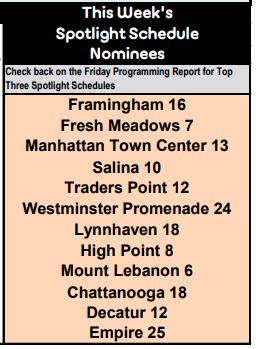 This Week's
Spotlight Schedule
Nominees
Check back on the Friday Programming Report for Top
Three Spotlight Schedules
Framingham 16
Fresh Meadows 7
Manhattan Town Center 13
Salina 10
Traders Point 12
Westminster Promenade 24
Lynnhaven 18
High Point 8
Mount Lebanon 6
Chattanooga 18
Decatur 12
Empire 25